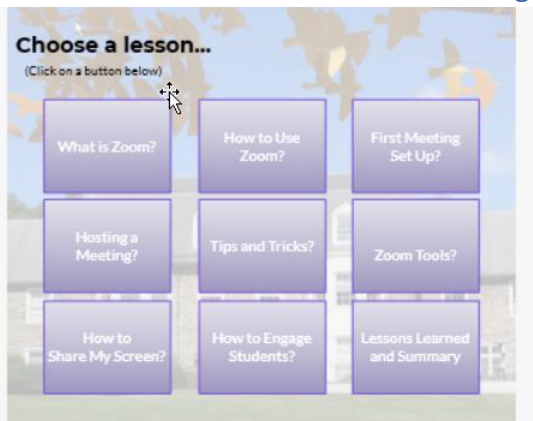 Choose a lesson...
(Click on a button below)
What is Zoom?
How to Use
Zoom?
First Meeting
Set Up?
Hosting a
Meeting?
Tips and Tricks?
Zoom Tools?
How to
Share My Screen?
How to Engage
Students?
Lessons Learned
and Summary